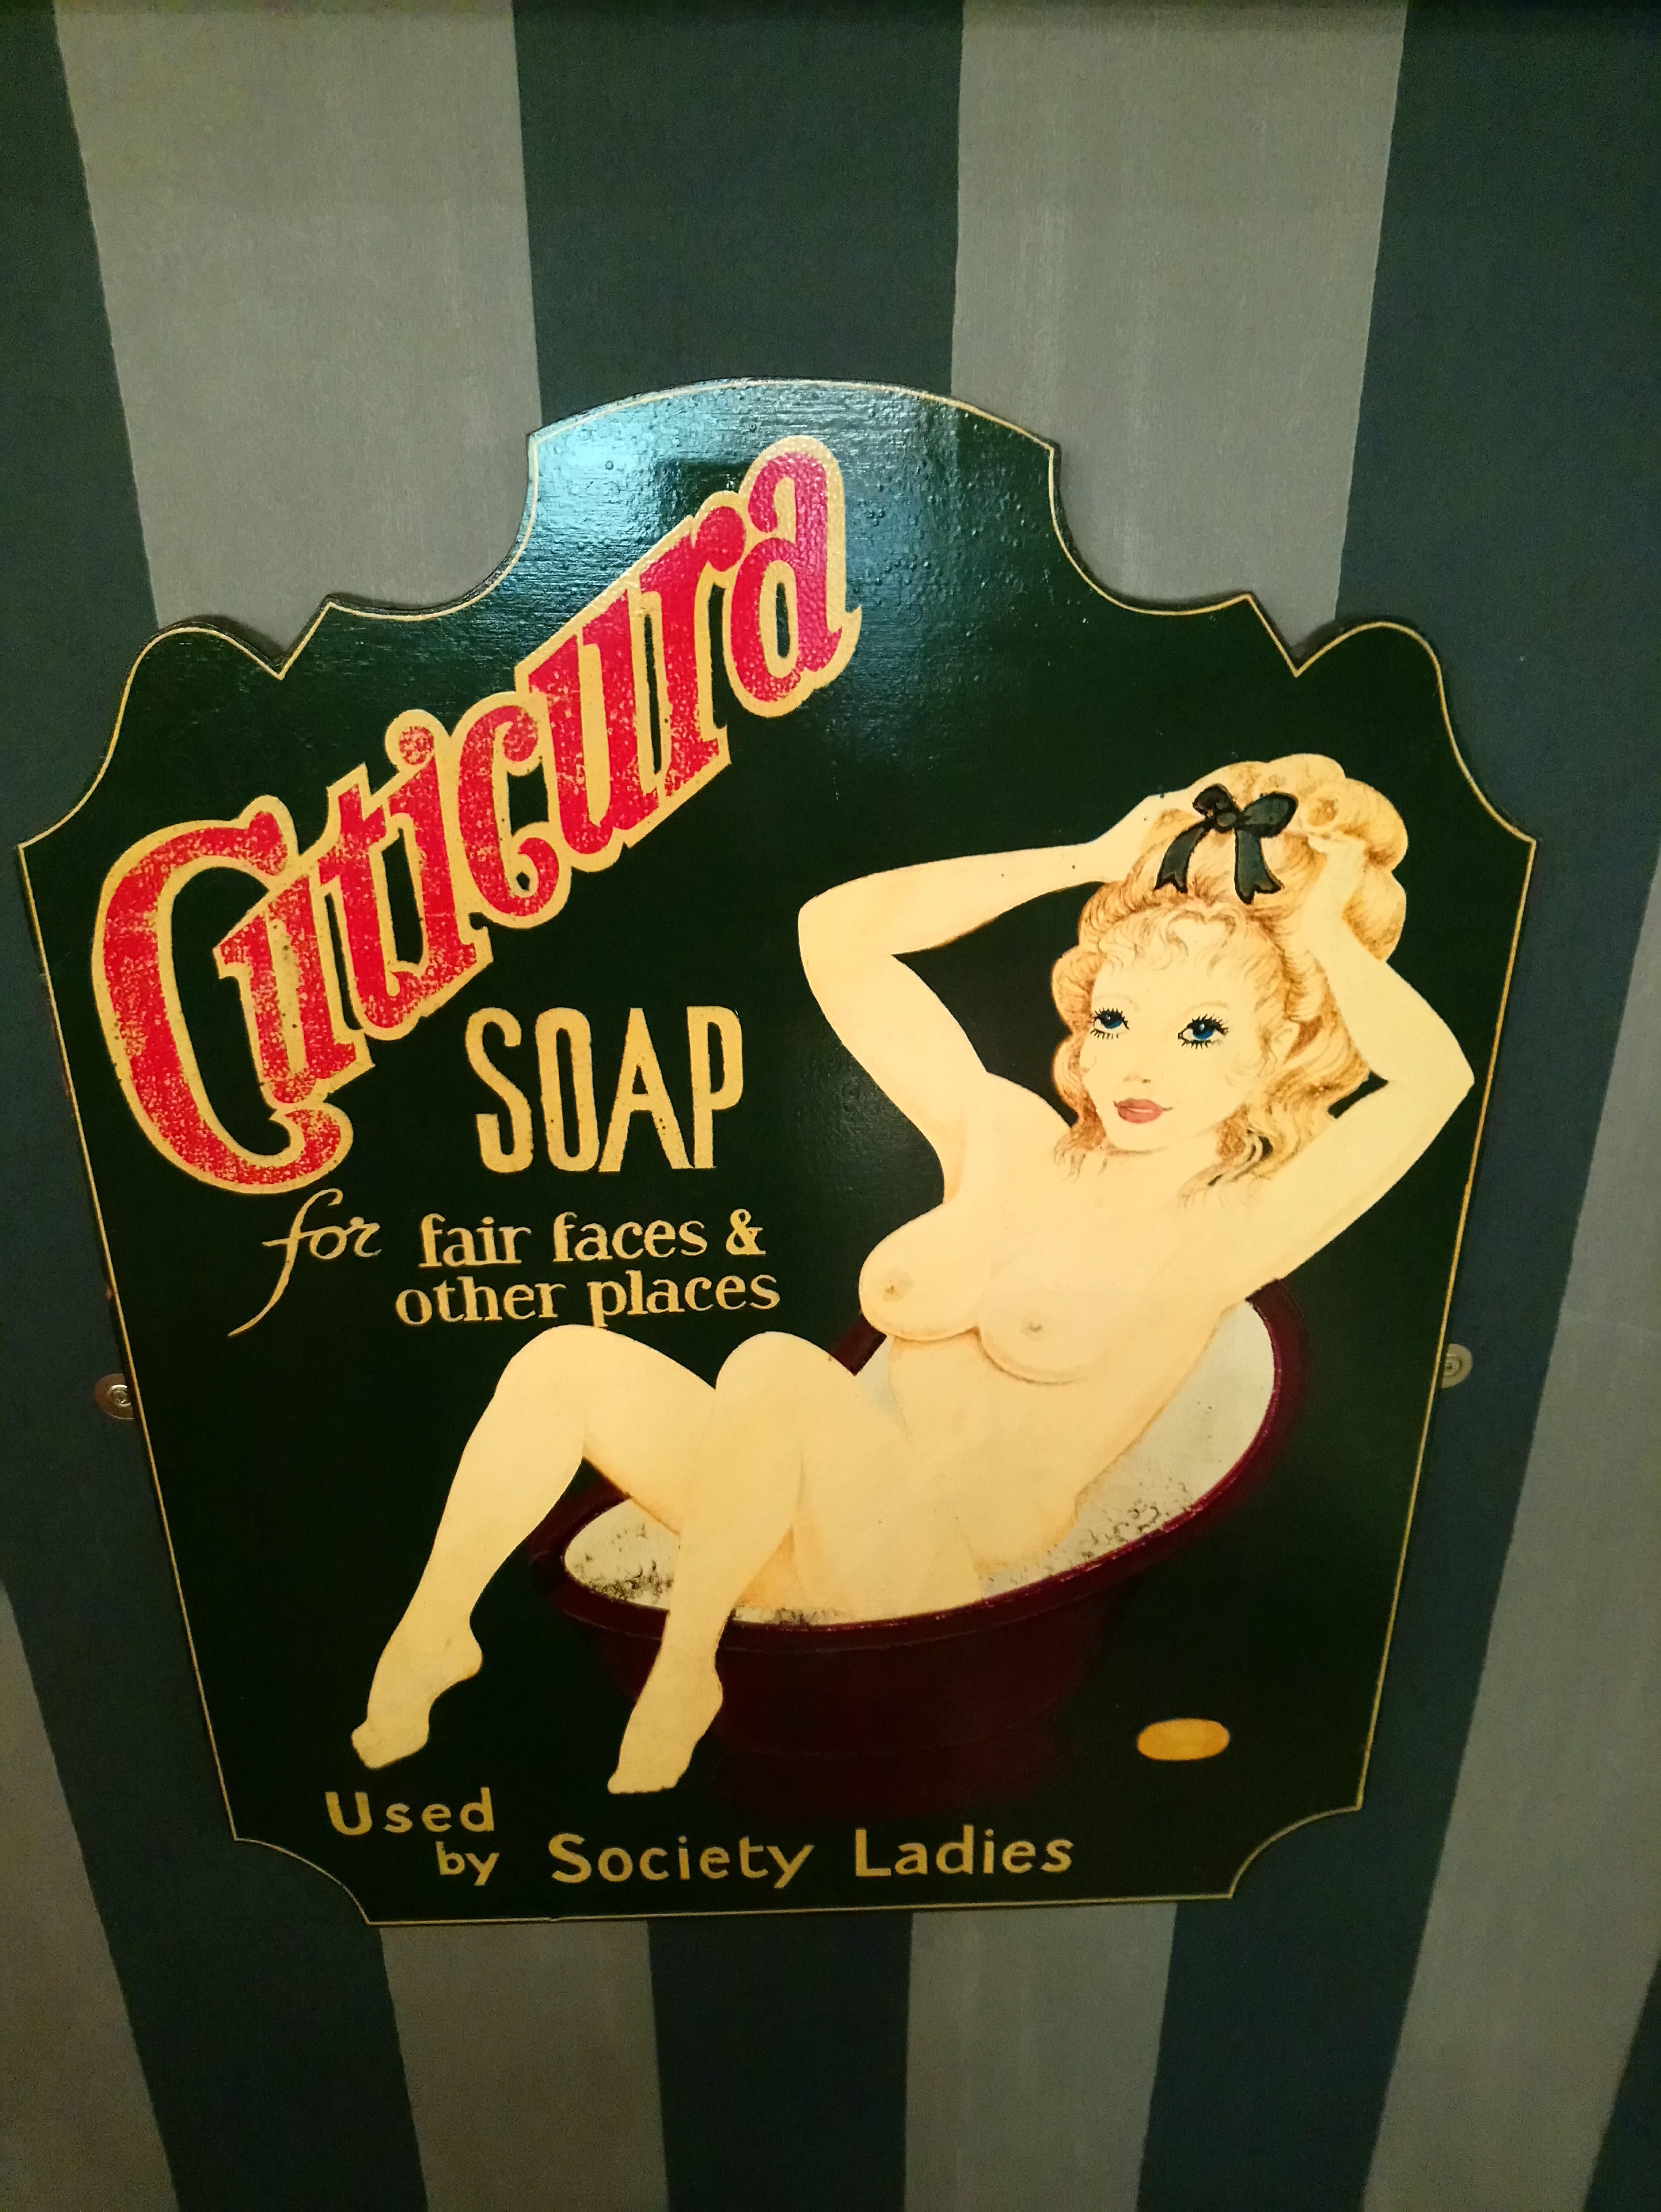 Cuticura
SOAP
for fair faces &
other places
Used
by Society Ladies